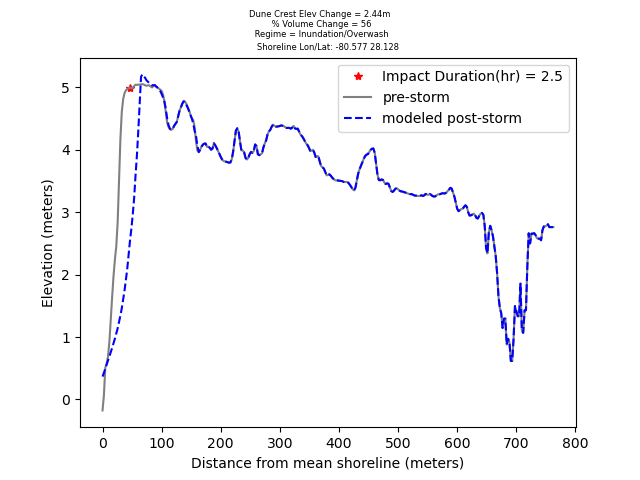 Dune Crest Elev Change = 2.44m
% Volume Change = 56
Regime = Inundation/Overwash
Shoreline Lon/Lat: -80.577 28.128
Impact Duration(hr) = 2.5
pre-storm
modeled post-storm
Elevation (meters)
5
4
3
2
1
0
0 100 200 300 400 500 600 700 800
Distance from mean shoreline (meters)